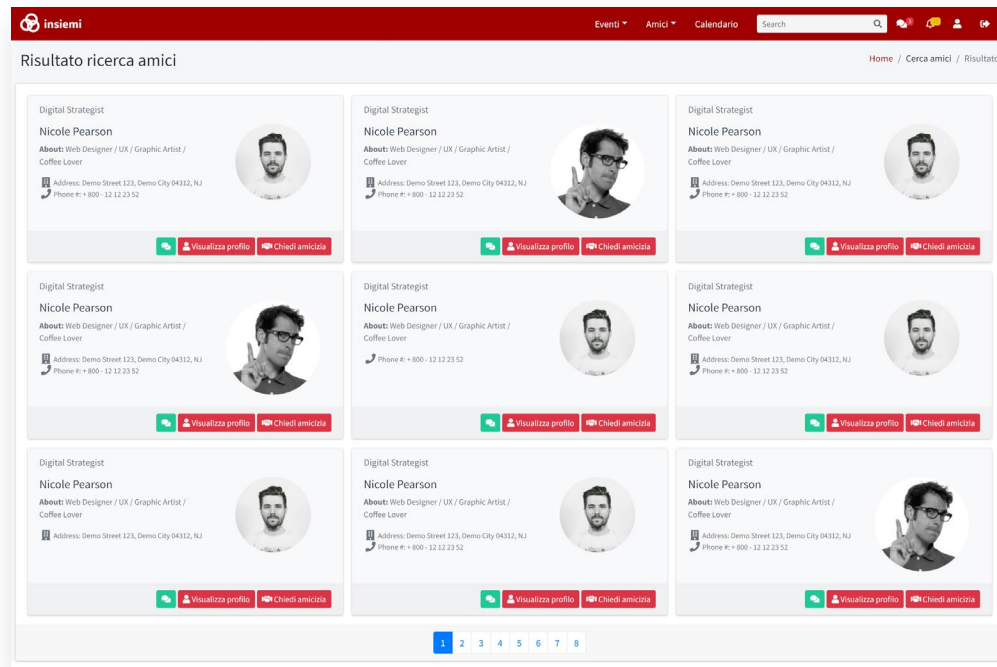 insiemi
Eventi Amici Calendario Search
Risultato ricerca amici
Home / Cerca amici / Risultato
Digital Strategist
Nicole Pearson
About: Web Designer / UX / Graphic Artist /
Coffee Lover
Address: Demo Street 123, Demo City 04312, NJ
Phone #: + 800 - 12 12 23 52
Visualizza profilo Chiedi amicizia
Digital Strategist
Nicole Pearson
About: Web Designer / UX / Graphic Artist /
Coffee Lover
Address: Demo Street 123, Demo City 04312, NJ
Phone #: + 800 - 12 12 23 52
Visualizza profilo Chiedi amicizia
Digital Strategist
Nicole Pearson
About: Web Designer / UX / Graphic Artist /
Coffee Lover
Address: Demo Street 123, Demo City 04312, NJ
Phone #: + 800 - 12 12 23 52
Visualizza profilo Chiedi amicizia
Digital Strategist
Nicole Pearson
About: Web Designer / UX / Graphic Artist /
Coffee Lover
Address: Demo Street 123, Demo City 04312, NJ
Phone #: + 800 - 12 12 23 52
Visualizza profilo Chiedi amicizia
Digital Strategist
Nicole Pearson
About: Web Designer / UX / Graphic Artist /
Coffee Lover
Phone #: + 800 - 12 12 23 52
Visualizza profilo Chiedi amicizia
Digital Strategist
Nicole Pearson
About: Web Designer / UX / Graphic Artist /
Coffee Lover
Address: Demo Street 123, Demo City 04312, NJ
Phone #: + 800 - 12 12 23 52
Visualizza profilo Chiedi amicizia
Digital Strategist
Nicole Pearson
About: Web Designer / UX / Graphic Artist /
Coffee Lover
Address: Demo Street 123, Demo City 04312, NJ
Visualizza profilo Chiedi amicizia
Digital Strategist
Nicole Pearson
About: Web Designer / UX / Graphic Artist /
Coffee Lover
Address: Demo Street 123, Demo City 04312, NJ
Phone #: + 800 - 12 12 23 52
Visualizza profilo Chiedi amicizia
Digital Strategist
Nicole Pearson
About: Web Designer / UX / Graphic Artist /
Coffee Lover
Address: Demo Street 123, Demo City 04312, NJ
Phone #: + 800 - 12 12 23 52
Visualizza profilo Chiedi amicizia
1 2 3 4 5 6 7 8